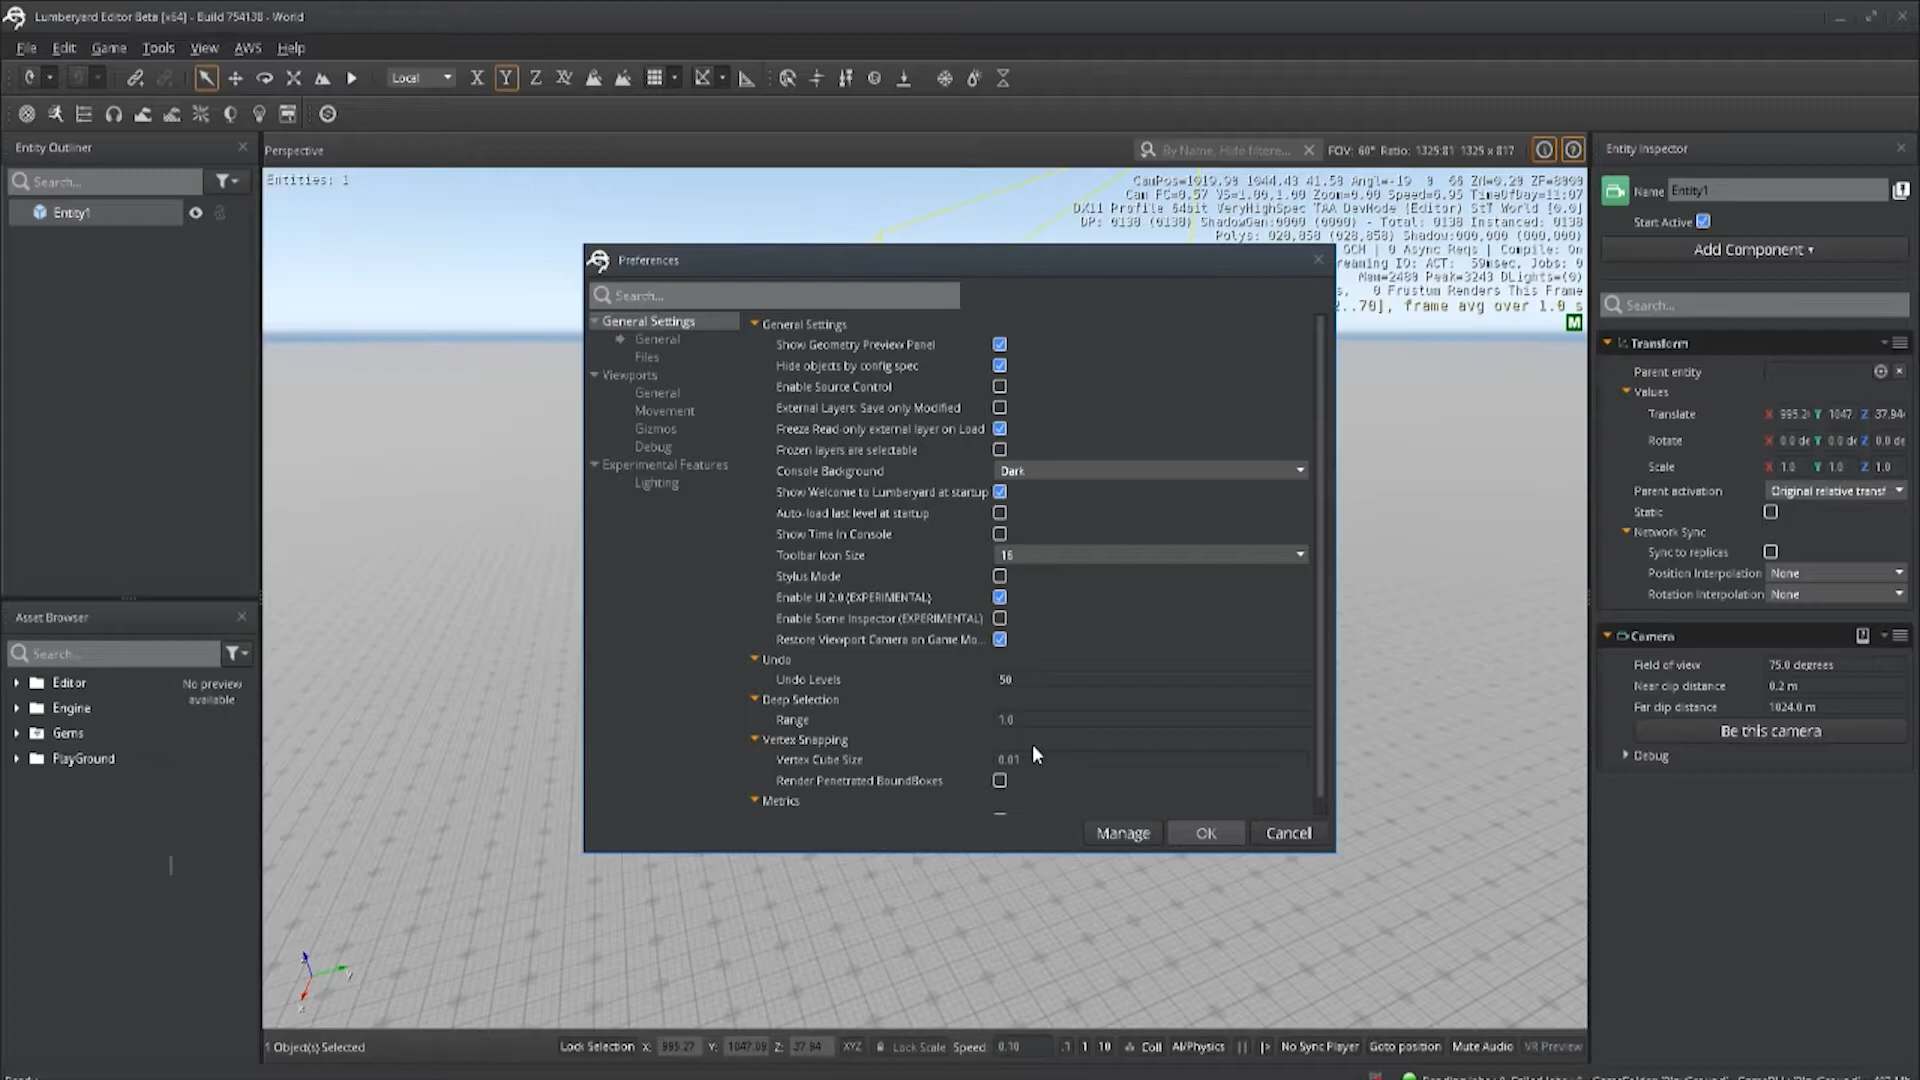 Lumberyard Editor Beta [x64] - Build 754138 - World
File Edit Game Tools View AWS Help
Local X Y Z XY
Entity Outliner
Search...
Entity1
Perspective
By Name, Hide filtere... FOV: 60° Ratio: 1325:81 1325 x 817
Entities: 1
CamPos=1019.90 1044.43 41.58 Angl=-19 0 66 ZN=0.20 ZF=8000
Cam FC=0.57 VS=1.00,1.00 Zoom=0.00 Speed=6.95 TimeOfDay=11:07
DX11 Profile 64bit VeryHighSpec TAA DevMode (Editor) StT World [0.0]
DP: 0138 (0138) ShadowGen:0000 (0000) - Total: 0138 Instanced: 0138
Polys: 028,858 (028,858) Shadow:000,000 (000,000)
GCM | 0 Async Reqs | Compile: On
reaming IO: ACT: 59msec, Jobs: 0
Mem=2489 Peak=3243 DLights=(0)
0 Frustum Renders This Frame
2..70], frame avg over 1.0 s
M
Preferences
Search...
General Settings
General
Files
Viewports
General
Movement
Gizmos
Debug
Experimental Features
Lighting
General Settings
Show Geometry Preview Panel
Hide objects by config spec
Enable Source Control
External Layers: Save only Modified
Freeze Read-only external layer on Load
Frozen layers are selectable
Console Background Dark
Show Welcome to Lumberyard at startup
Auto-load last level at startup
Show Time In Console
Toolbar Icon Size 16
Stylus Mode
Enable UI 2.0 (EXPERIMENTAL)
Enable Scene Inspector (EXPERIMENTAL)
Restore Viewport Camera on Game Mo...
Undo
Undo Levels 50
Deep Selection
Range 1.0
Vertex Snapping
Vertex Cube Size 0.01
Render Penetrated BoundBoxes
Metrics
Manage OK Cancel
Asset Browser
Search...
Editor
Engine
Gems
PlayGround
No preview
available
Entity Inspector
Name Entity1
Start Active
Add Component
Search...
Transform
Parent entity
Values
Translate X 995.2 Y 1047. Z 37.94
Rotate X 0.0 de Y 0.0 de Z 0.0 de
Scale X 1.0 Y 1.0 Z 1.0
Parent activation Original relative transf
Static
Network Sync
Sync to replicas
Position Interpolation None
Rotation Interpolation None
Camera
Field of view 75.0 degrees
Near clip distance 0.2 m
Far clip distance 1024.0 m
Be this camera
Debug
z y x
1 Object(s) Selected
Lock Selection X: 995.27 Y: 1047.09 Z: 37.94 XYZ Lock Scale Speed: 0.10 .1 1 10 Coll AI/Physics No Sync Player Goto position Mute Audio VR Preview